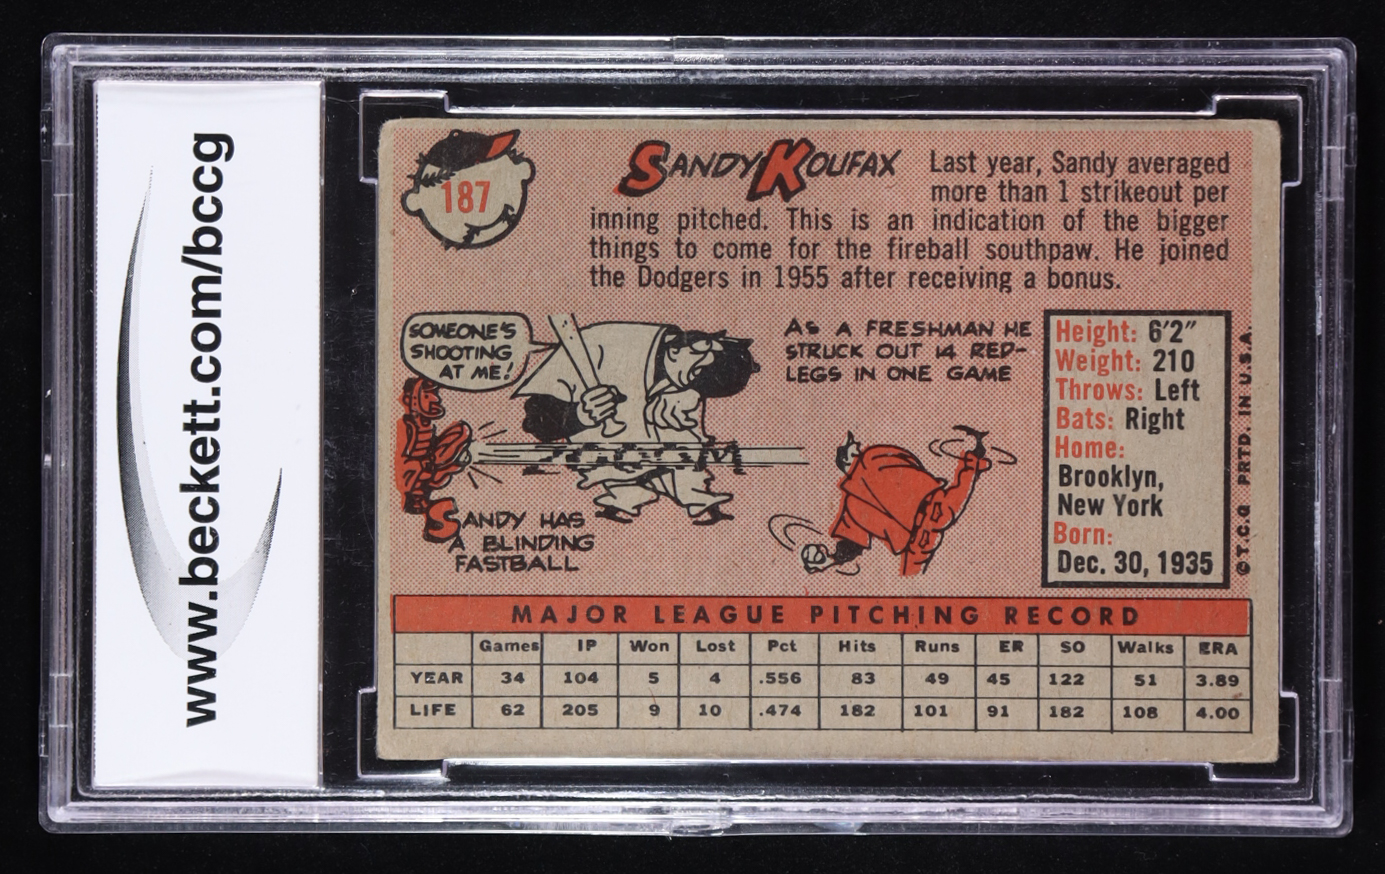 www.beckett.com/bccg
187
SANDY KOUFAX
Last year, Sandy averaged
more than 1 strikeout per
inning pitched. This is an indication of the bigger
things to come for the fireball southpaw. He joined
the Dodgers in 1955 after receiving a bonus.
SOMEONE'S
SHOOTING
AT ME!
AS A FRESHMAN HE
STRUCK OUT 14 RED-
LEGS IN ONE GAME
ZOOOM
SANDY HAS
A BLINDING
FASTBALL
Height: 6'2"
Weight: 210
Throws: Left
Bats: Right
Home:
Brooklyn,
New York
Born:
Dec. 30, 1935
©T.C.G. PRTD. IN U.S.A.
MAJOR LEAGUE PITCHING RECORD
Games IP Won Lost Pct Hits Runs ER SO Walks ERA
YEAR 34 104 5 4 .556 83 49 45 122 51 3.89
LIFE 62 205 9 10 .474 182 101 91 182 108 4.00